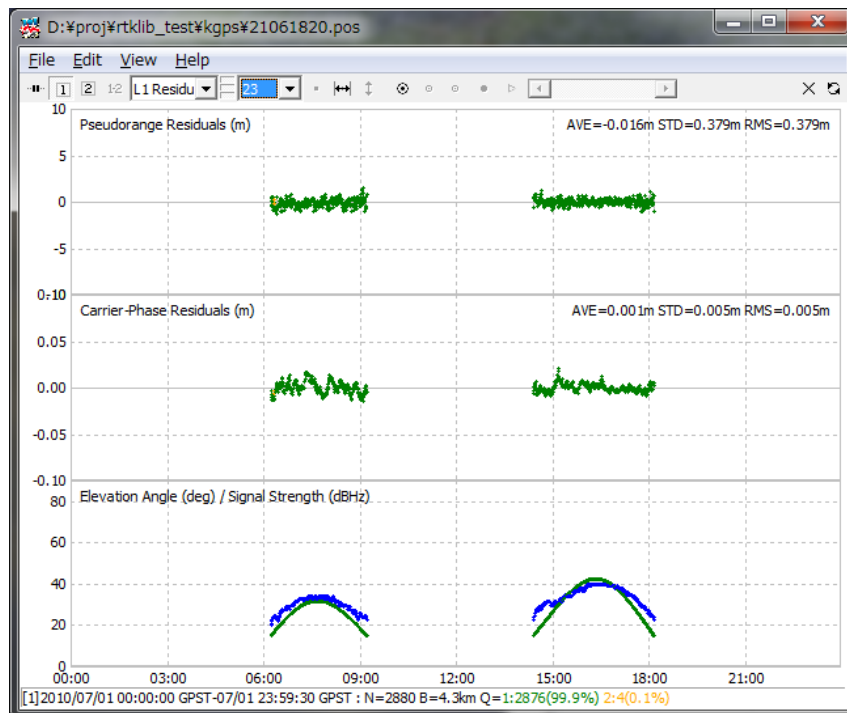 D:¥proj¥rtklib_test¥kgps¥21061820.pos
File Edit View Help
1 2 1-2 L1 Residu 23
Pseudorange Residuals (m) AVE=-0.016m STD=0.379m RMS=0.379m
10
5
0
-5
0.-10
Carrier-Phase Residuals (m) AVE=0.001m STD=0.005m RMS=0.005m
0.05
0.00
-0.05
-0.10
Elevation Angle (deg) / Signal Strength (dBHz)
80
60
40
20
0
00:00 03:00 06:00 09:00 12:00 15:00 18:00 21:00
[1]2010/07/01 00:00:00 GPST-07/01 23:59:30 GPST : N=2880 B=4.3km Q=1:2876(99.9%) 2:4(0.1%)